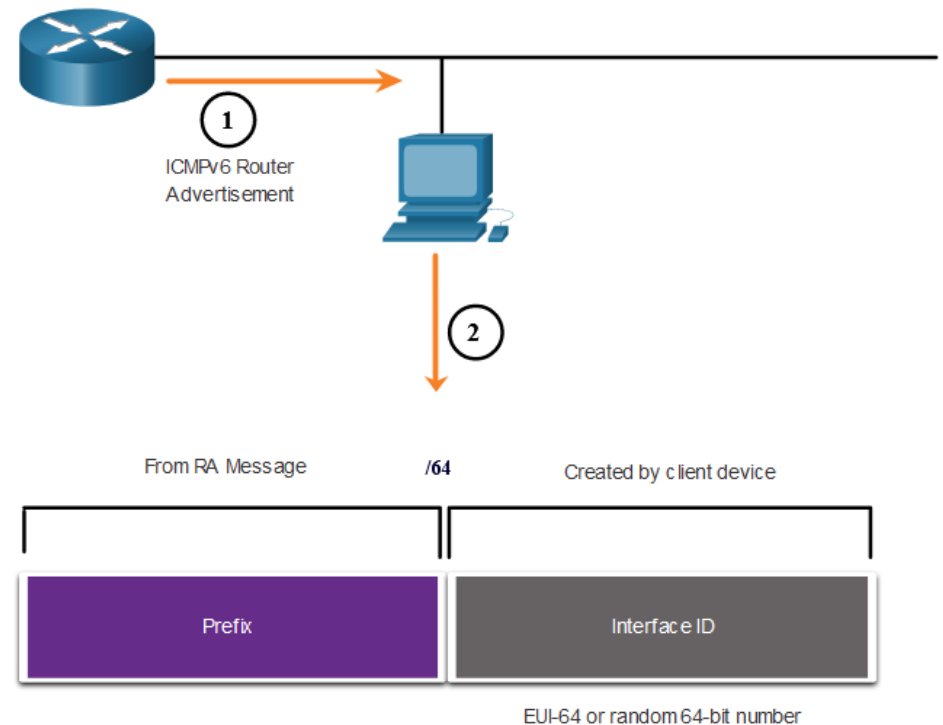 1
ICMPv6 Router
Advertisement
2
From RA Message
/64
Created by client device
Prefix
Interface ID
EUI-64 or random 64-bit number